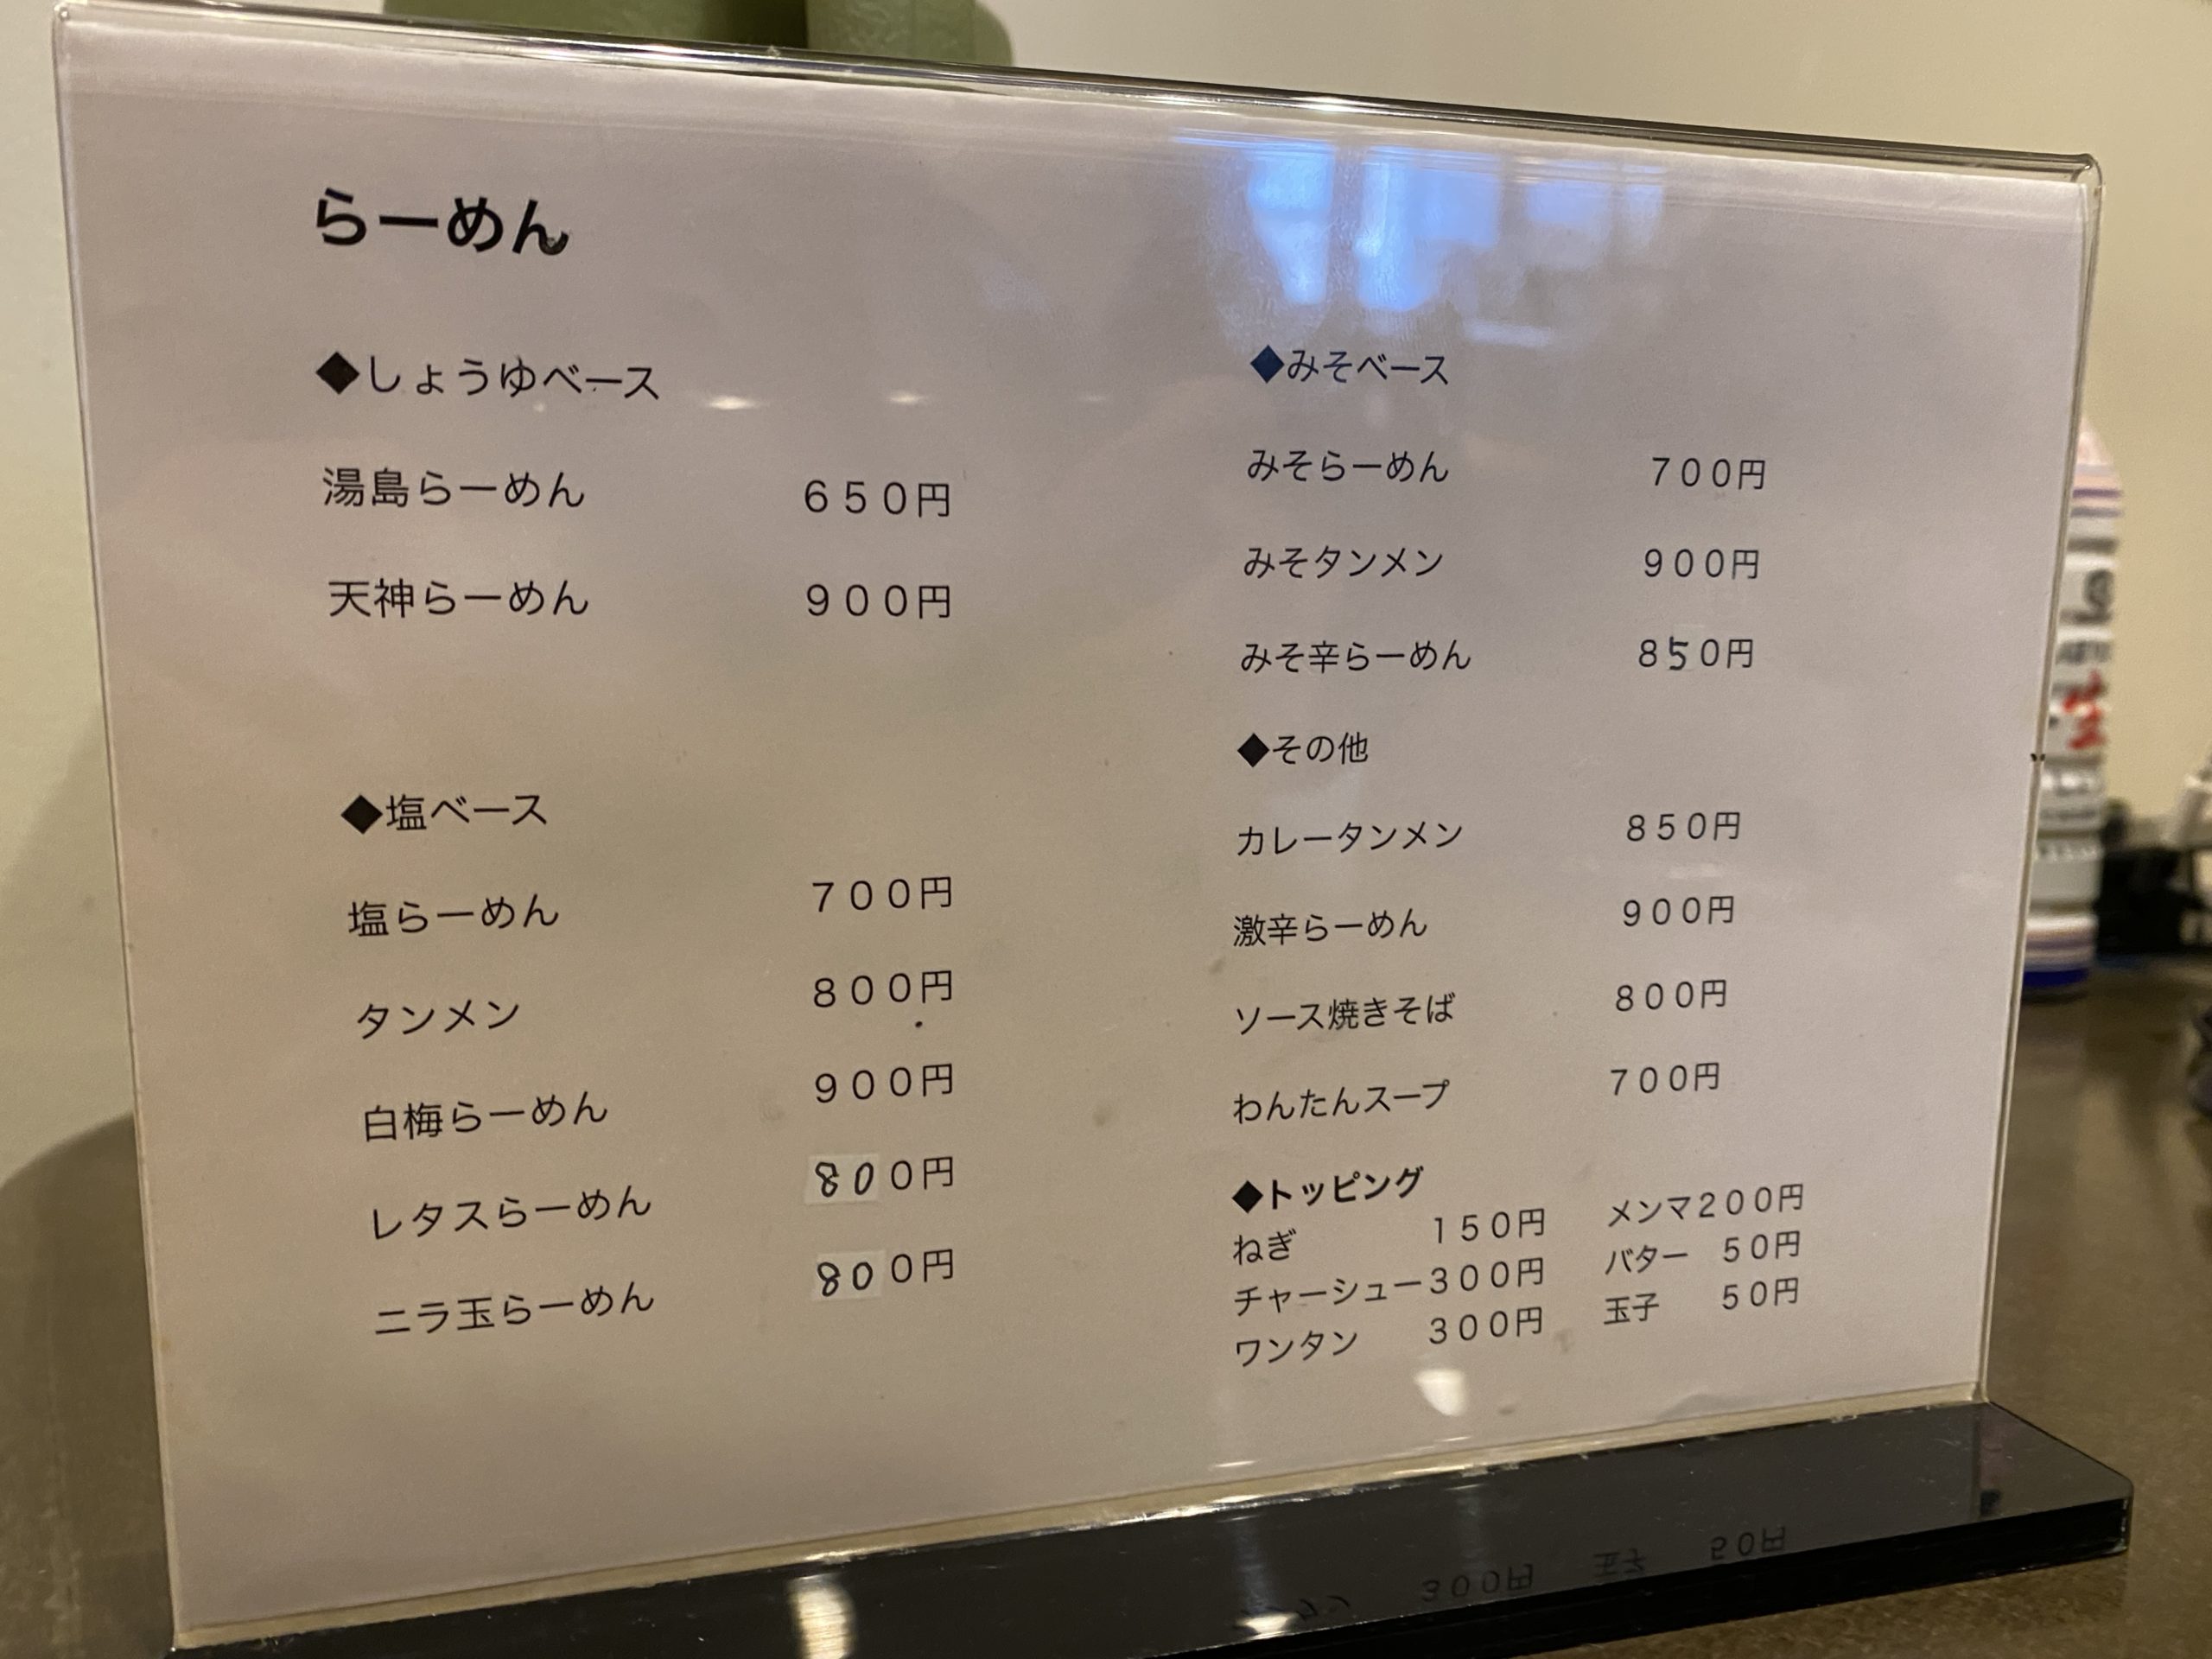 らーめん
◆しょうゆベース
湯島らーめん 650円
天神らーめん 900円
◆塩ベース
塩らーめん 700円
タンメン 800円
白梅らーめん 900円
レタスらーめん 800円
ニラ玉らーめん 800円
◆みそベース
みそらーめん 700円
みそタンメン 900円
みそ辛らーめん 850円
◆その他
カレータンメン 850円
激辛らーめん 900円
ソース焼きそば 800円
わんたんスープ 700円
◆トッピング
ねぎ 150円 メンマ200円
チャーシュー300円 バター 50円
ワンタン 300円 玉子 50円